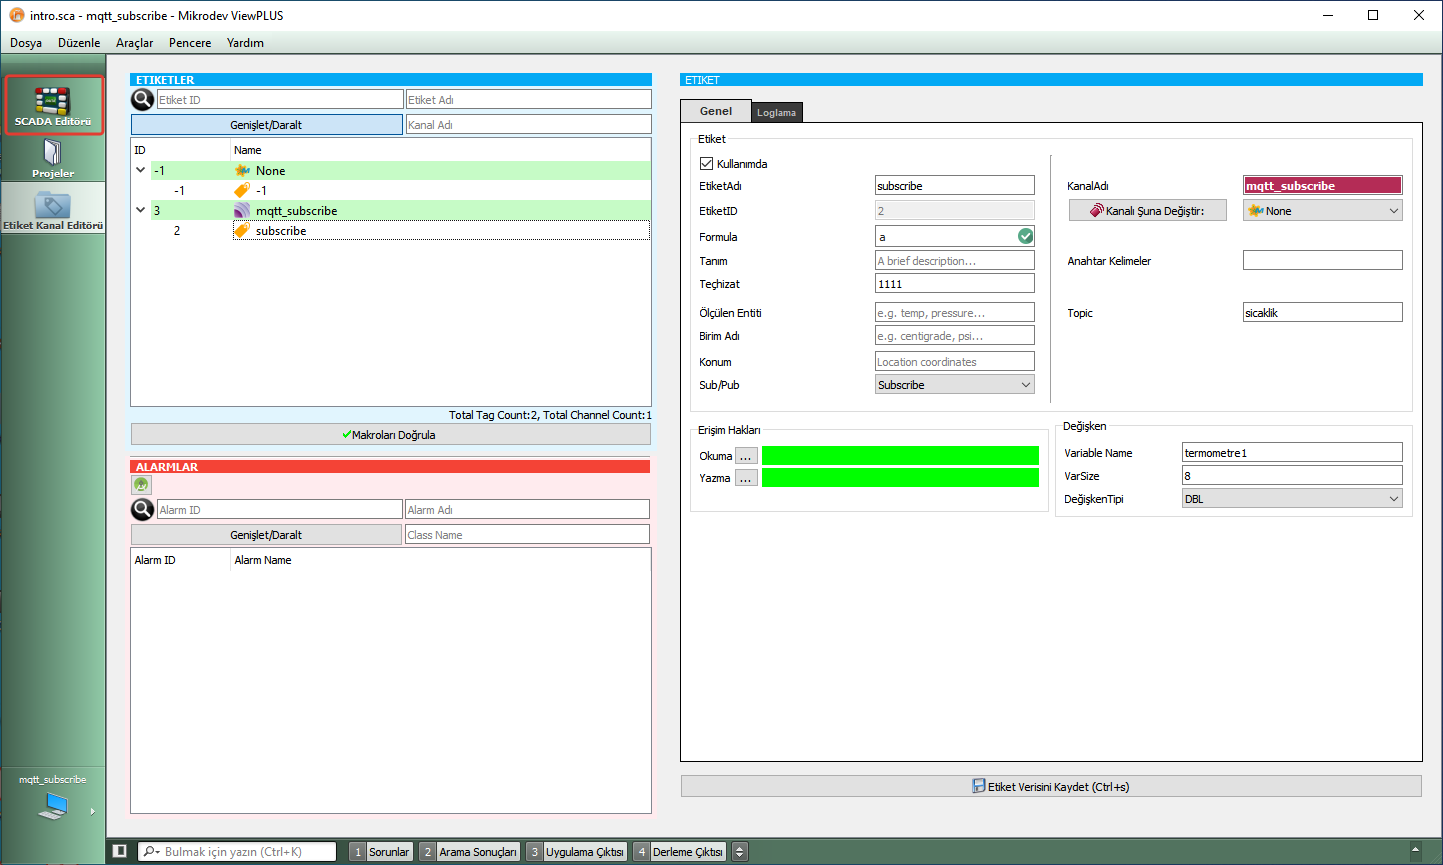 intro.sca - mqtt_subscribe - Mikrodev ViewPLUS
Dosya Düzenle Araçlar Pencere Yardım
SCADA Editörü
Projeler
Etiket Kanal Editörü
mqtt_subscribe
ETIKETLER
Etiket ID Etiket Adı
Genişlet/Daralt Kanal Adı
ID Name
-1 None
-1 -1
3 mqtt_subscribe
2 subscribe
Total Tag Count:2, Total Channel Count:1
Makroları Doğrula
ALARMLAR
Alarm ID Alarm Adı
Genişlet/Daralt Class Name
Alarm ID Alarm Name
ETIKET
Genel Loglama
Etiket
Kullanımda
EtiketAdı subscribe
EtiketID 2
Formula a
Tanım A brief description...
Teçhizat 1111
Ölçülen Entiti e.g. temp, pressure...
Birim Adı e.g. centigrade, psi...
Konum Location coordinates
Sub/Pub Subscribe
KanalAdı mqtt_subscribe
Kanalı Şuna Değiştir: None
Anahtar Kelimeler
Topic sicaklik
Erişim Hakları
Okuma ...
Yazma ...
Değişken
Variable Name termometre1
VarSize 8
DeğişkenTipi DBL
Etiket Verisini Kaydet (Ctrl+s)
Bulmak için yazın (Ctrl+K) 1 Sorunlar 2 Arama Sonuçları 3 Uygulama Çıktısı 4 Derleme Çıktısı